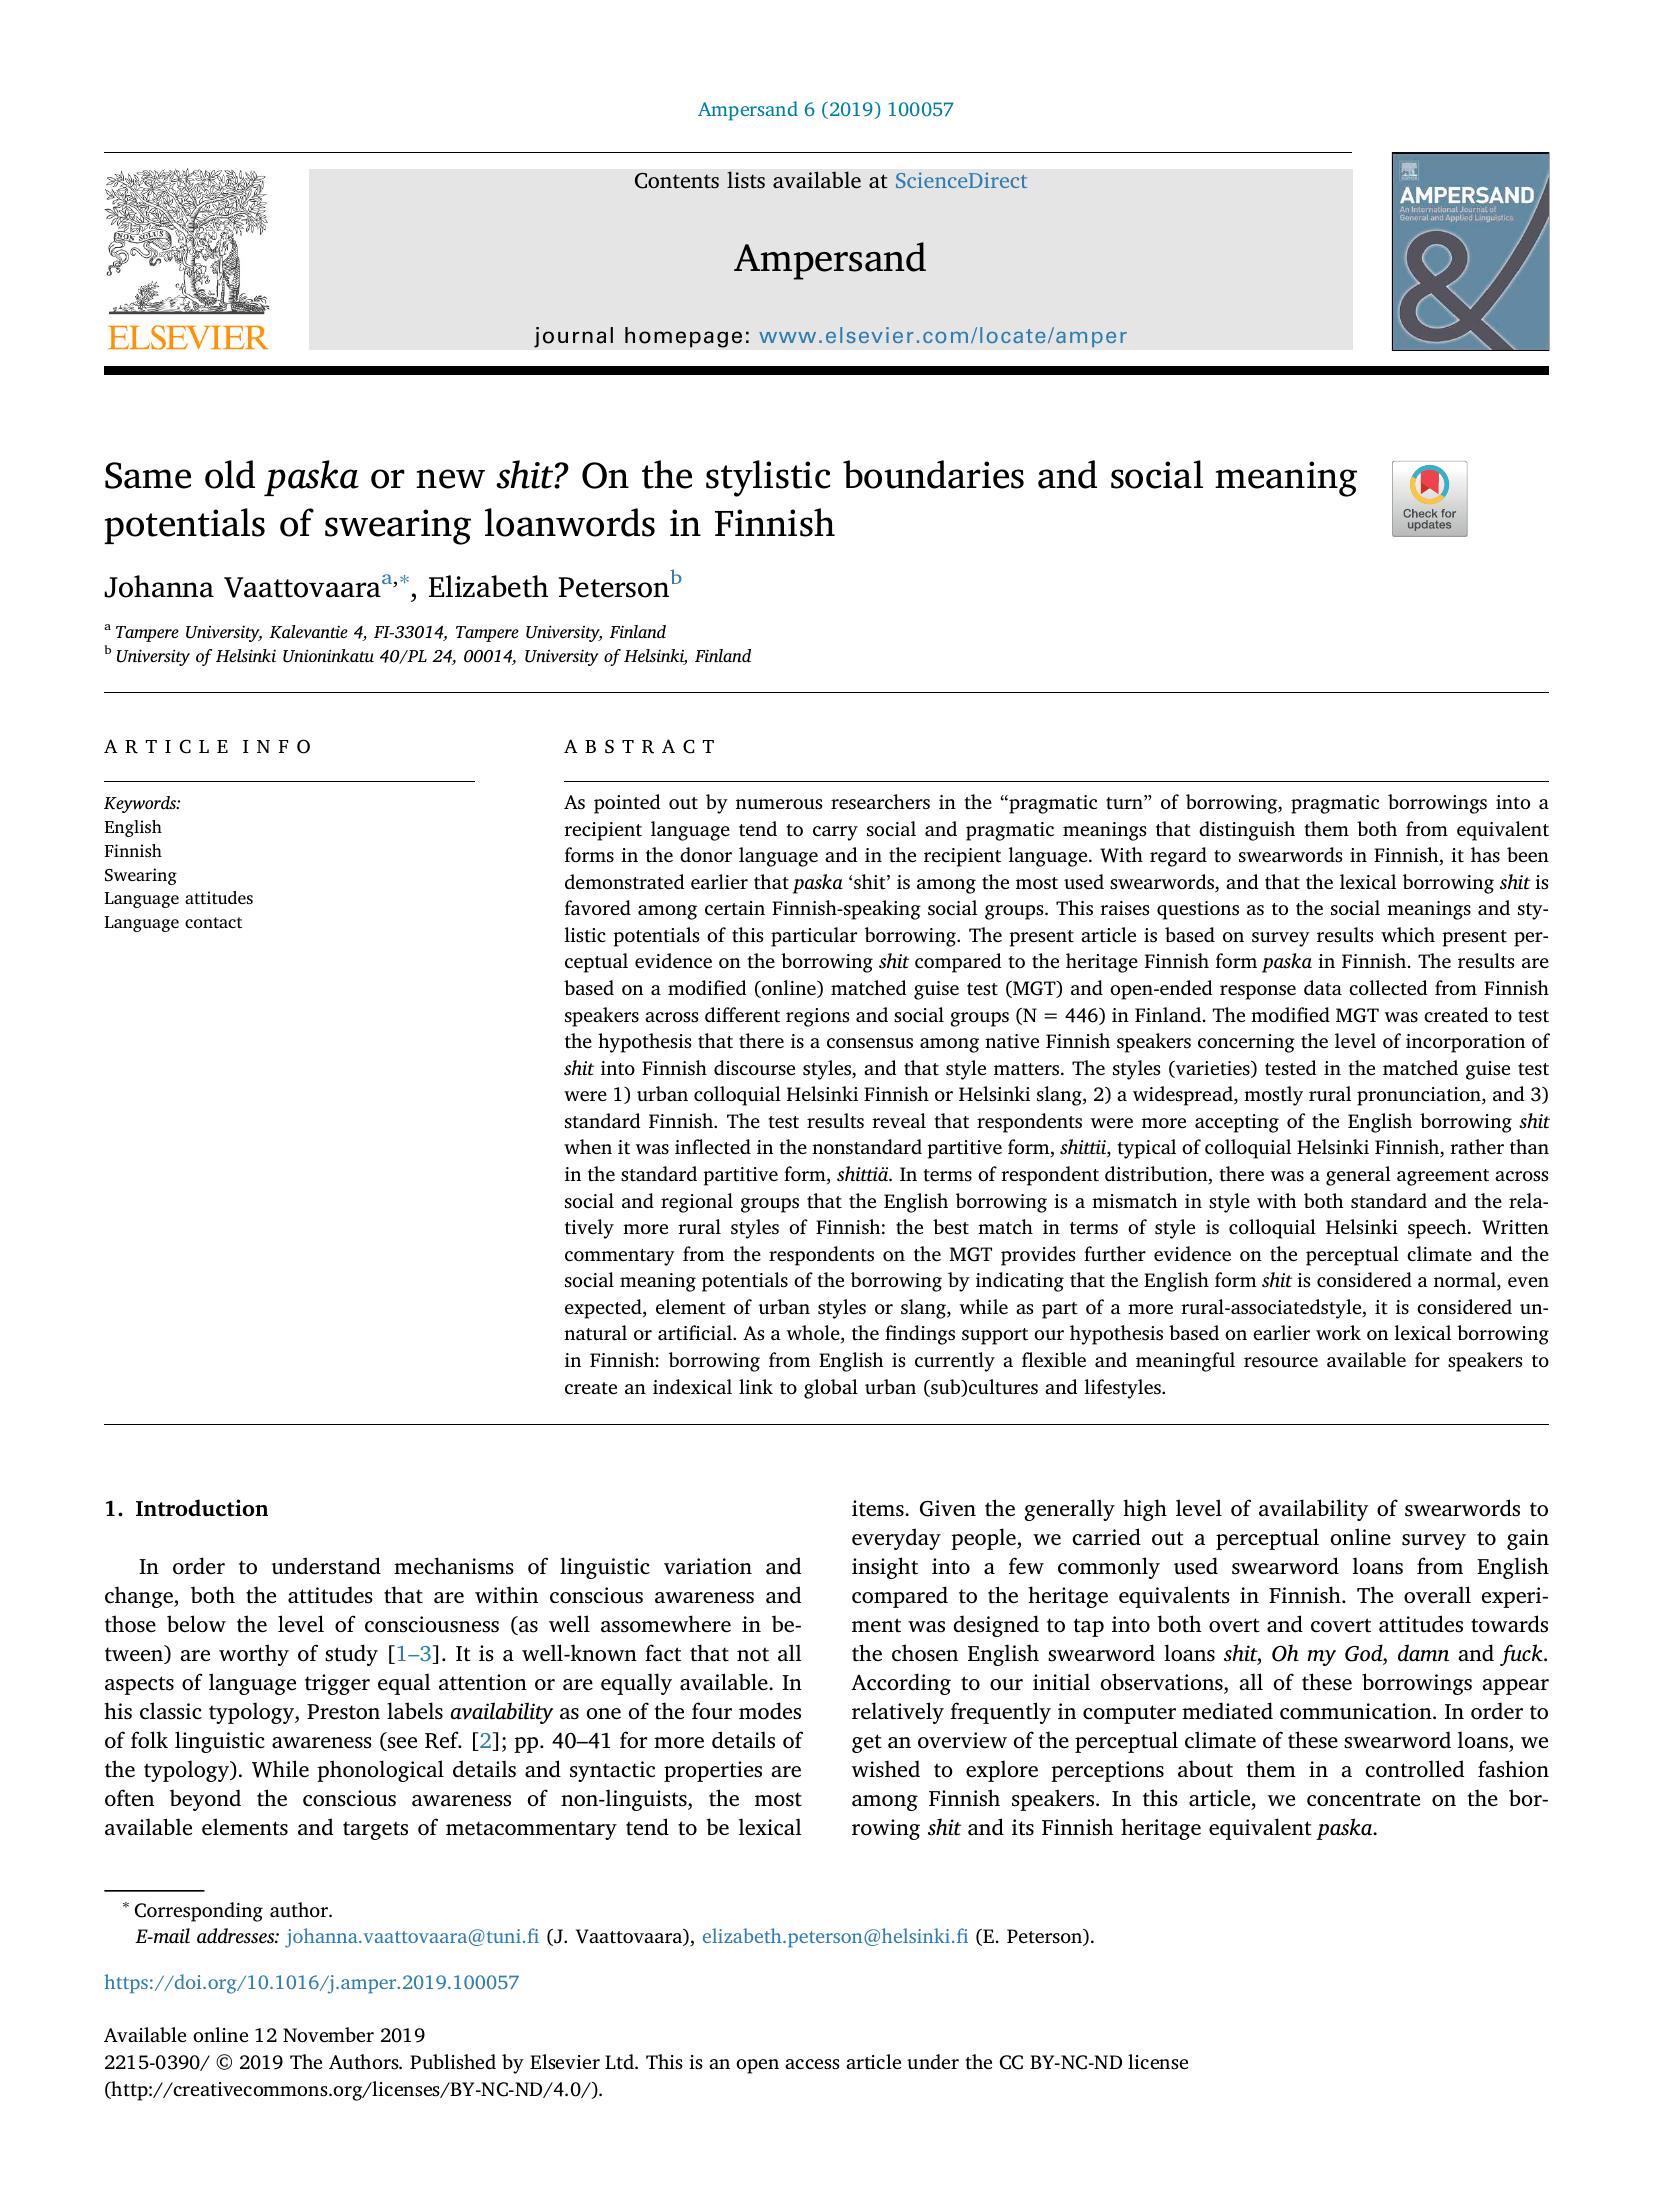 Ampersand 6 (2019) 100057
Contents lists available at ScienceDirect
Ampersand
journal homepage: www.elsevier.com/locate/amper
NON SOLUS
ELSEVIER
AMPERSAND
An International Journal of
General and Applied Linguistics
&
Same old paska or new shit? On the stylistic boundaries and social meaning
potentials of swearing loanwords in Finnish
Check for
updates
Johanna Vaattovaara a,*, Elizabeth Peterson b
a Tampere University, Kalevantie 4, FI-33014, Tampere University, Finland
b University of Helsinki Unioninkatu 40/PL 24, 00014, University of Helsinki, Finland
ARTICLE INFO
Keywords:
English
Finnish
Swearing
Language attitudes
Language contact
ABSTRACT
As pointed out by numerous researchers in the “pragmatic turn” of borrowing, pragmatic borrowings into a
recipient language tend to carry social and pragmatic meanings that distinguish them both from equivalent
forms in the donor language and in the recipient language. With regard to swearwords in Finnish, it has been
demonstrated earlier that paska ‘shit’ is among the most used swearwords, and that the lexical borrowing shit is
favored among certain Finnish-speaking social groups. This raises questions as to the social meanings and sty-
listic potentials of this particular borrowing. The present article is based on survey results which present per-
ceptual evidence on the borrowing shit compared to the heritage Finnish form paska in Finnish. The results are
based on a modified (online) matched guise test (MGT) and open-ended response data collected from Finnish
speakers across different regions and social groups (N = 446) in Finland. The modified MGT was created to test
the hypothesis that there is a consensus among native Finnish speakers concerning the level of incorporation of
shit into Finnish discourse styles, and that style matters. The styles (varieties) tested in the matched guise test
were 1) urban colloquial Helsinki Finnish or Helsinki slang, 2) a widespread, mostly rural pronunciation, and 3)
standard Finnish. The test results reveal that respondents were more accepting of the English borrowing shit
when it was inflected in the nonstandard partitive form, shittii, typical of colloquial Helsinki Finnish, rather than
in the standard partitive form, shittiä. In terms of respondent distribution, there was a general agreement across
social and regional groups that the English borrowing is a mismatch in style with both standard and the rela-
tively more rural styles of Finnish: the best match in terms of style is colloquial Helsinki speech. Written
commentary from the respondents on the MGT provides further evidence on the perceptual climate and the
social meaning potentials of the borrowing by indicating that the English form shit is considered a normal, even
expected, element of urban styles or slang, while as part of a more rural-associatedstyle, it is considered un-
natural or artificial. As a whole, the findings support our hypothesis based on earlier work on lexical borrowing
in Finnish: borrowing from English is currently a flexible and meaningful resource available for speakers to
create an indexical link to global urban (sub)cultures and lifestyles.
1. Introduction
In order to understand mechanisms of linguistic variation and
change, both the attitudes that are within conscious awareness and
those below the level of consciousness (as well assomewhere in be-
tween) are worthy of study [1–3]. It is a well-known fact that not all
aspects of language trigger equal attention or are equally available. In
his classic typology, Preston labels availability as one of the four modes
of folk linguistic awareness (see Ref. [2]; pp. 40–41 for more details of
the typology). While phonological details and syntactic properties are
often beyond the conscious awareness of non-linguists, the most
available elements and targets of metacommentary tend to be lexical
items. Given the generally high level of availability of swearwords to
everyday people, we carried out a perceptual online survey to gain
insight into a few commonly used swearword loans from English
compared to the heritage equivalents in Finnish. The overall experi-
ment was designed to tap into both overt and covert attitudes towards
the chosen English swearword loans shit, Oh my God, damn and fuck.
According to our initial observations, all of these borrowings appear
relatively frequently in computer mediated communication. In order to
get an overview of the perceptual climate of these swearword loans, we
wished to explore perceptions about them in a controlled fashion
among Finnish speakers. In this article, we concentrate on the bor-
rowing shit and its Finnish heritage equivalent paska.
* Corresponding author.
E-mail addresses: johanna.vaattovaara@tuni.fi (J. Vaattovaara), elizabeth.peterson@helsinki.fi (E. Peterson).
https://doi.org/10.1016/j.amper.2019.100057
Available online 12 November 2019
2215-0390/ © 2019 The Authors. Published by Elsevier Ltd. This is an open access article under the CC BY-NC-ND license
(http://creativecommons.org/licenses/BY-NC-ND/4.0/).